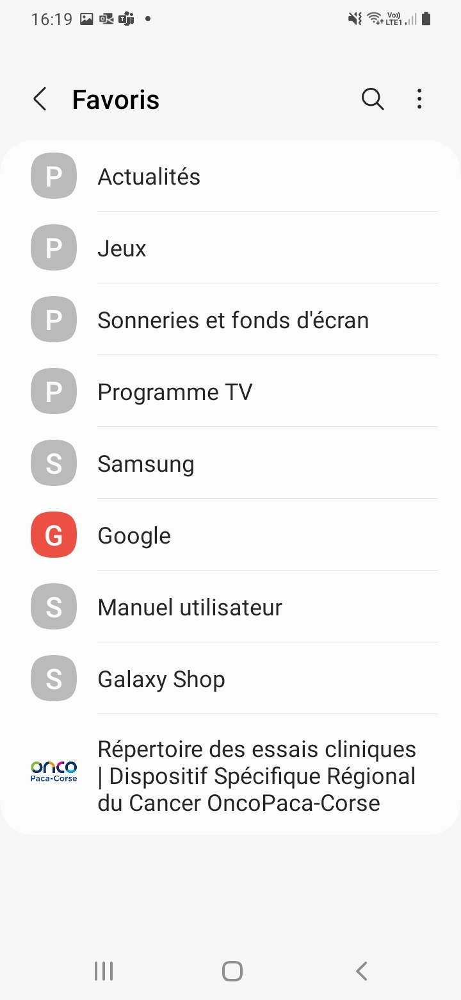 16:19
Vo)) LTE1
Favoris
P Actualités
P Jeux
P Sonneries et fonds d'écran
P Programme TV
S Samsung
G Google
S Manuel utilisateur
S Galaxy Shop
onco
Paca-Corse
Répertoire des essais cliniques
| Dispositif Spécifique Régional
du Cancer OncoPaca-Corse